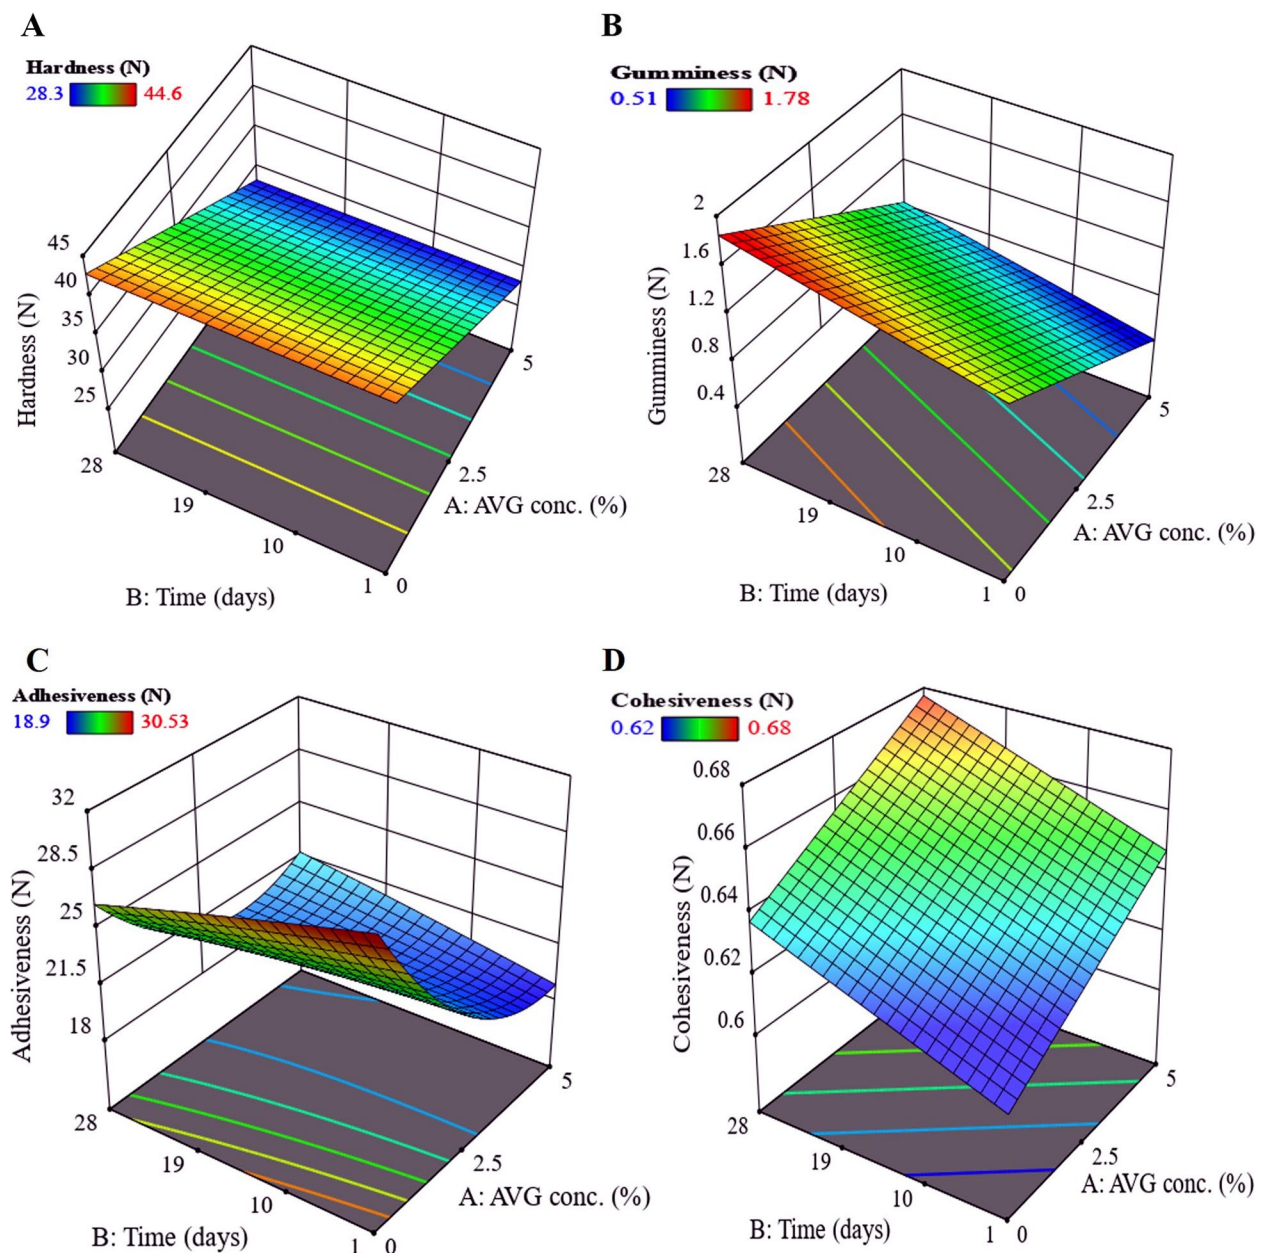 A
Hardness (N)
28.3 44.6
45
40
35
30
25
Hardness (N)
28
19
10
1
0
2.5
5
A: AVG conc. (%)
B: Time (days)
B
Gumminess (N)
0.51 1.78
2
1.6
1.2
0.8
0.4
Gumminess (N)
28
19
10
1
0
2.5
5
A: AVG conc. (%)
B: Time (days)
C
Adhesiveness (N)
18.9 30.53
32
28.5
25
21.5
18
Adhesiveness (N)
28
19
10
1
0
2.5
5
A: AVG conc. (%)
B: Time (days)
D
Cohesiveness (N)
0.62 0.68
0.68
0.66
0.64
0.62
0.6
Cohesiveness (N)
28
19
10
1
0
2.5
5
A: AVG conc. (%)
B: Time (days)